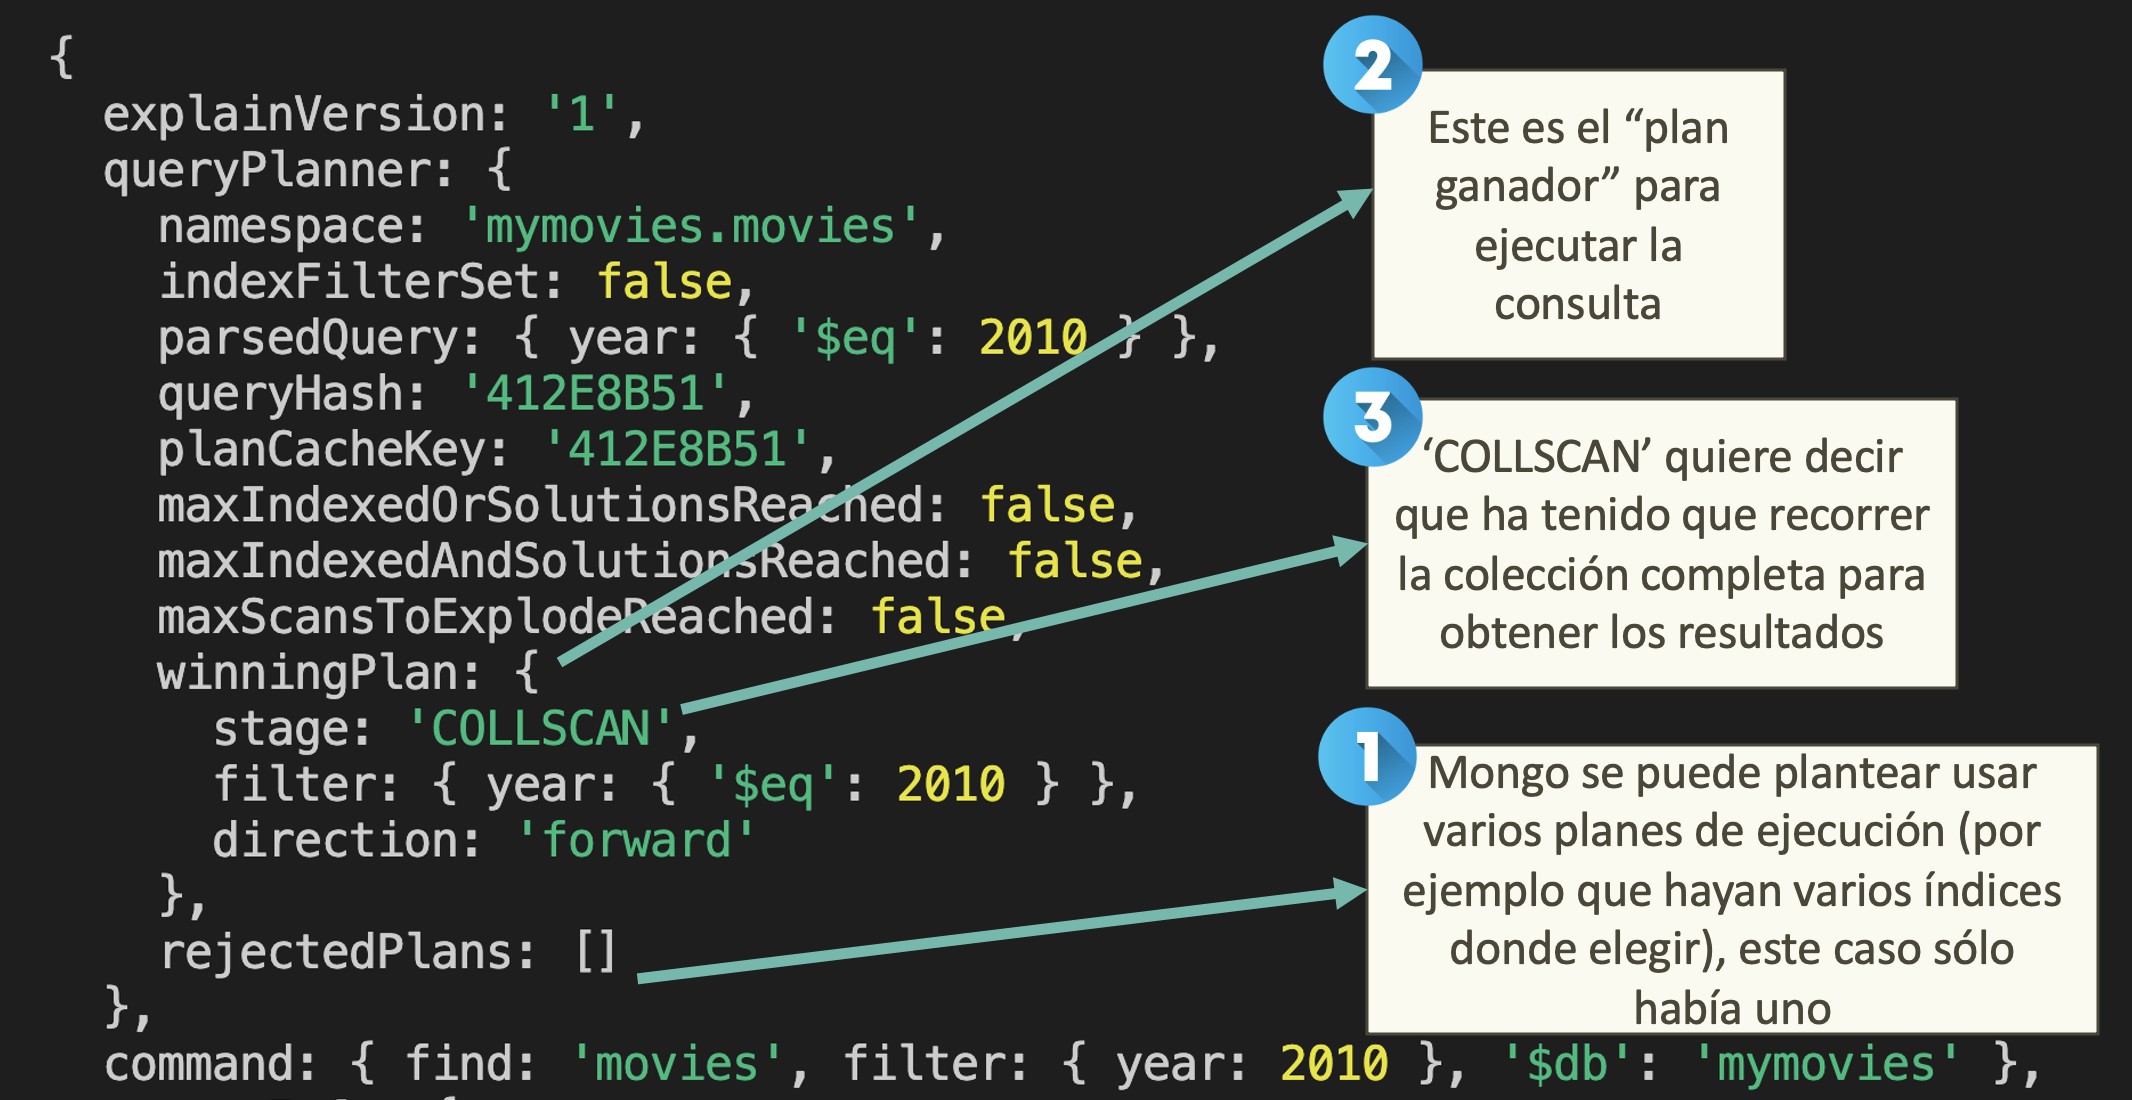 {
explainVersion: '1',
queryPlanner: {
namespace: 'mymovies.movies',
indexFilterSet: false,
parsedQuery: { year: { '$eq': 2010 } },
queryHash: '412E8B51',
planCacheKey: '412E8B51',
maxIndexedOrSolutionsReached: false,
maxIndexedAndSolutionsReached: false,
maxScansToExplodeReached: false,
winningPlan: {
stage: 'COLLSCAN',
filter: { year: { '$eq': 2010 } },
direction: 'forward'
},
rejectedPlans: []
},
command: { find: 'movies', filter: { year: 2010 }, '$db': 'mymovies' },
2
Este es el “plan
ganador” para
ejecutar la
consulta
3
‘COLLSCAN’ quiere decir
que ha tenido que recorrer
la colección completa para
obtener los resultados
1
Mongo se puede plantear usar
varios planes de ejecución (por
ejemplo que hayan varios índices
donde elegir), este caso sólo
había uno